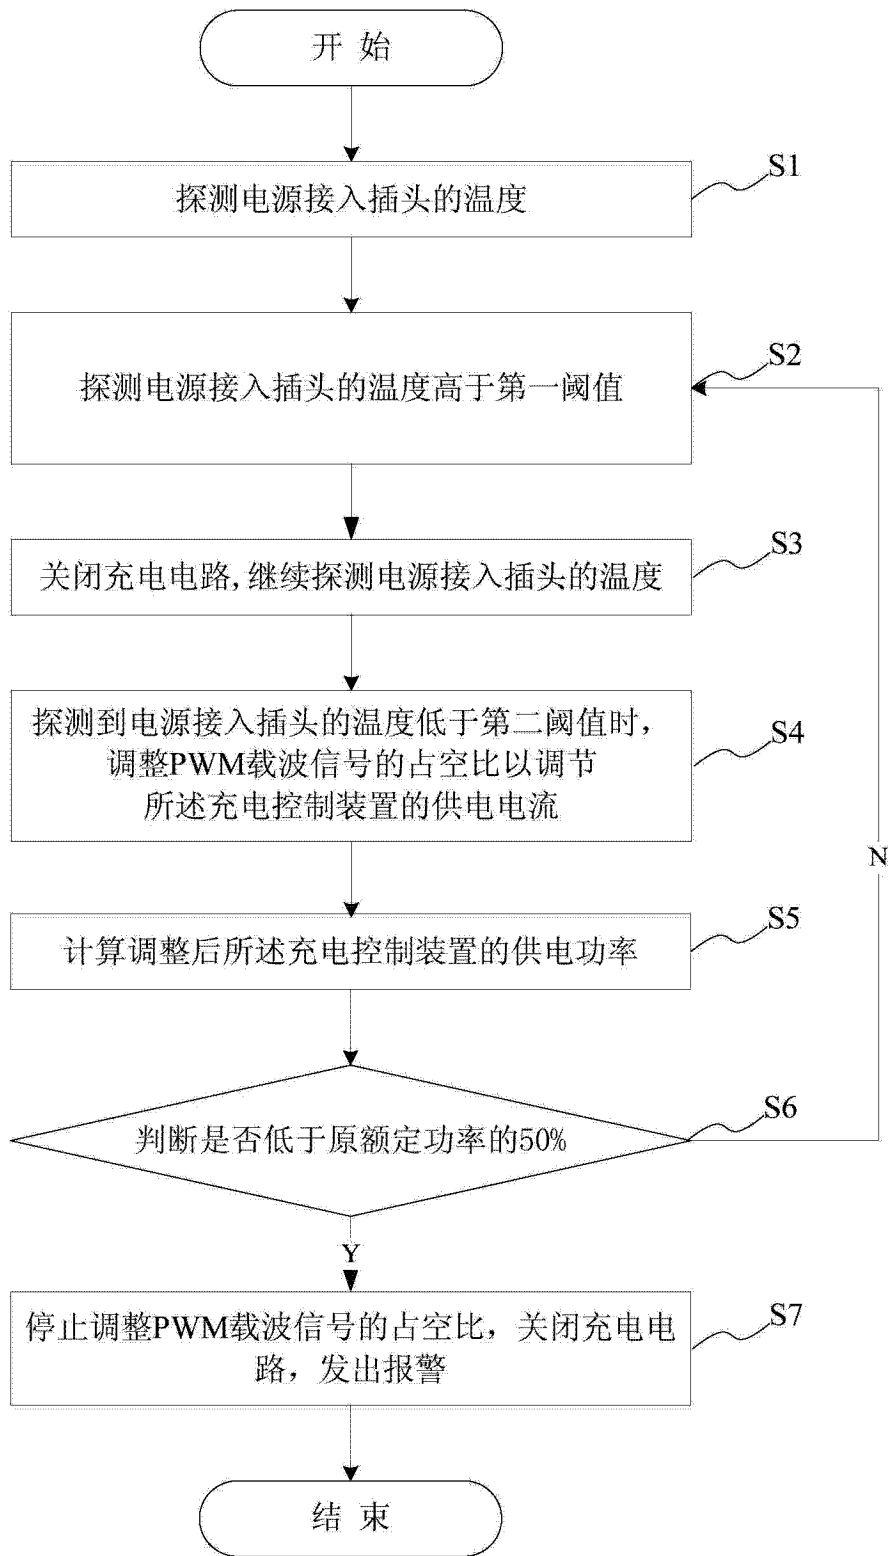 开 始
S1
探测电源接入插头的温度
S2
探测电源接入插头的温度高于第一阈值
S3
关闭充电电路,继续探测电源接入插头的温度
S4
探测到电源接入插头的温度低于第二阈值时，
调整PWM载波信号的占空比以调节
所述充电控制装置的供电电流
N
S5
计算调整后所述充电控制装置的供电功率
S6
判断是否低于原额定功率的50%
Y
S7
停止调整PWM载波信号的占空比，关闭充电电
路，发出报警
结 束